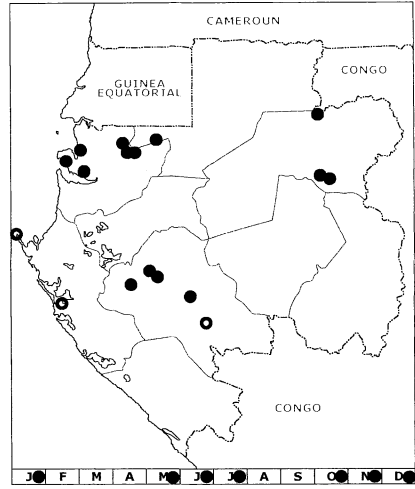 CAMEROUN
CONGO
GUINEA
EQUATORIAL
CONGO
J F M A M J J A S O N D